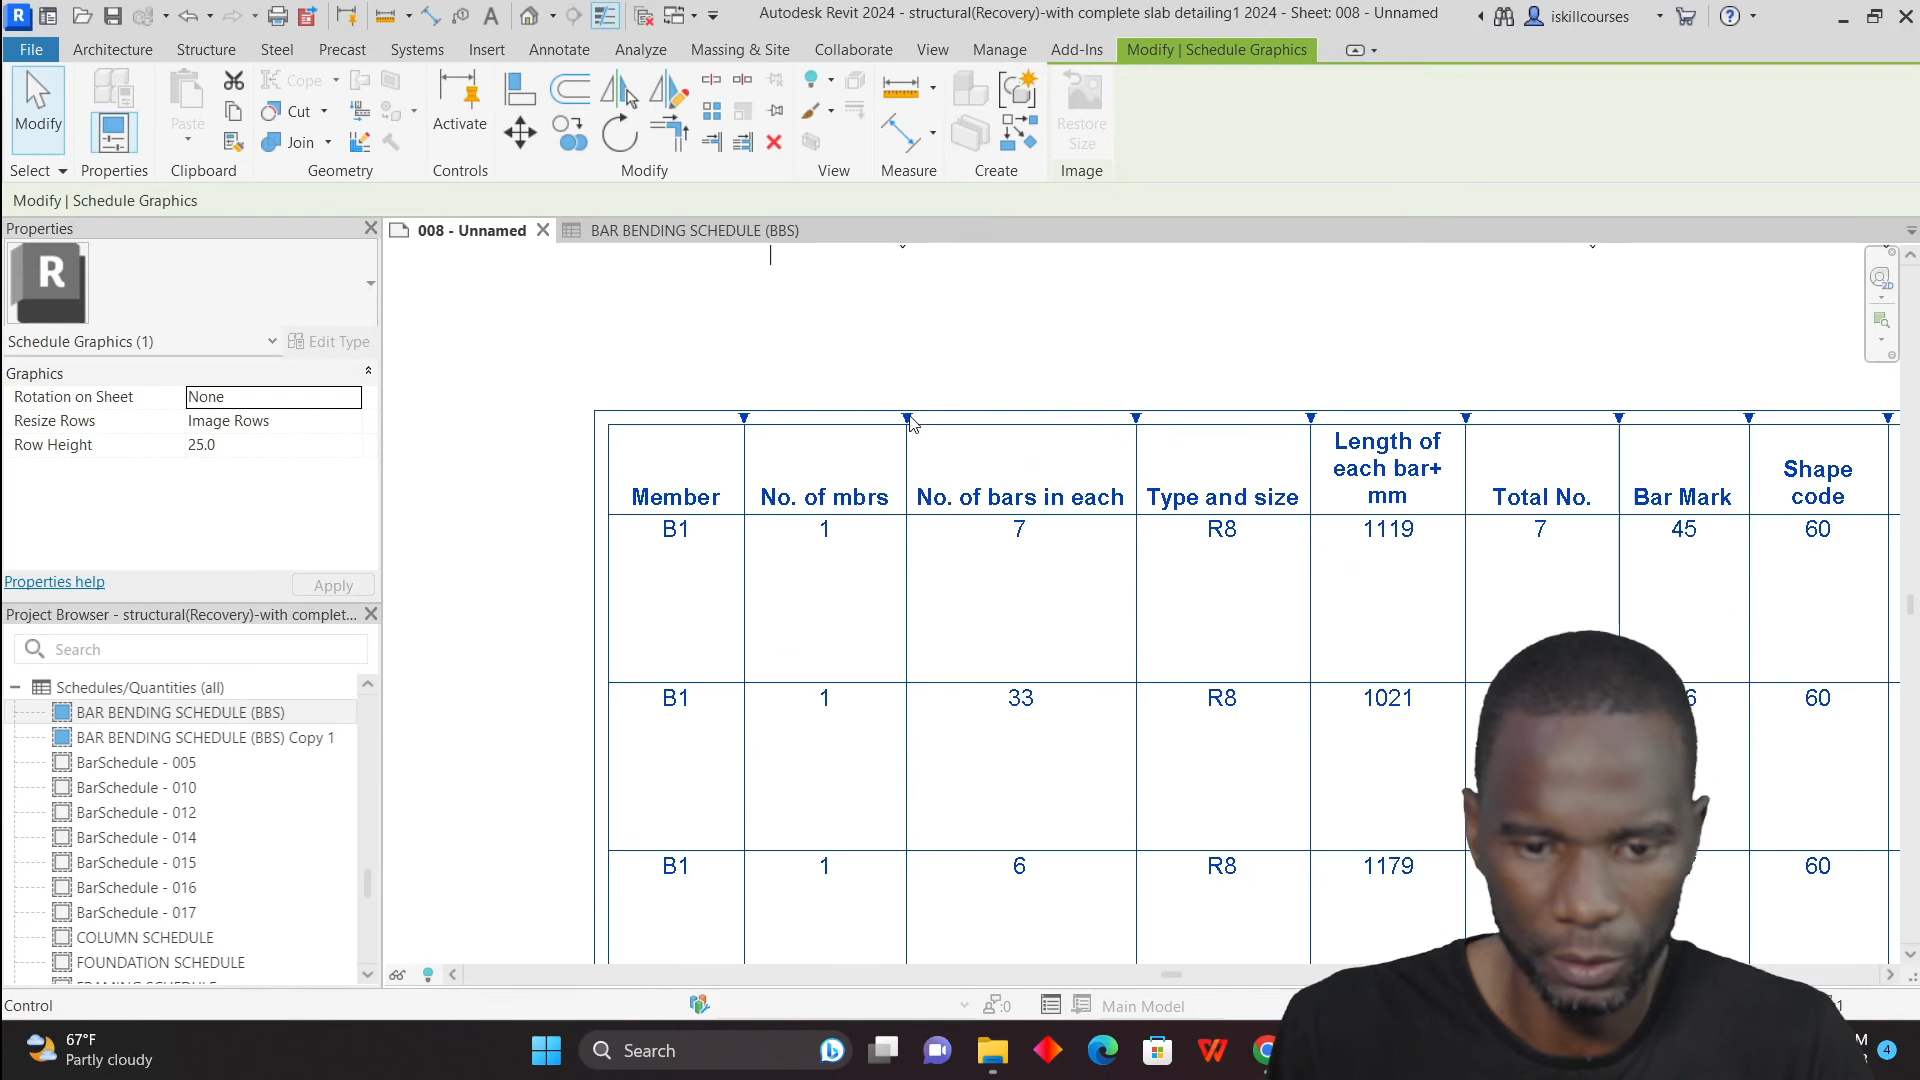 R
Autodesk Revit 2024 - structural(Recovery)-with complete slab detailing1 2024 - Sheet: 008 - Unnamed
iskillcourses
File Architecture Structure Steel Precast Systems Insert Annotate Analyze Massing & Site Collaborate View Manage Add-Ins Modify | Schedule Graphics
Modify
Paste
Cope
Cut
Join
Activate
Restore
Size
Select Properties Clipboard Geometry Controls Modify View Measure Create Image
Modify | Schedule Graphics
Properties
008 - Unnamed
BAR BENDING SCHEDULE (BBS)
R
Schedule Graphics (1)
Edit Type
Graphics
Rotation on Sheet None
Resize Rows Image Rows
Row Height 25.0
Properties help
Apply
Project Browser - structural(Recovery)-with complet...
Search
Schedules/Quantities (all)
BAR BENDING SCHEDULE (BBS)
BAR BENDING SCHEDULE (BBS) Copy 1
BarSchedule - 005
BarSchedule - 010
BarSchedule - 012
BarSchedule - 014
BarSchedule - 015
BarSchedule - 016
BarSchedule - 017
COLUMN SCHEDULE
FOUNDATION SCHEDULE
2D
Member No. of mbrs No. of bars in each Type and size Length of each bar+ mm Total No. Bar Mark Shape code
B1 1 7 R8 1119 7 45 60
B1 1 33 R8 1021 6 60
B1 1 6 R8 1179 60
Control
:0
Main Model
67°F
Partly cloudy
Search
4